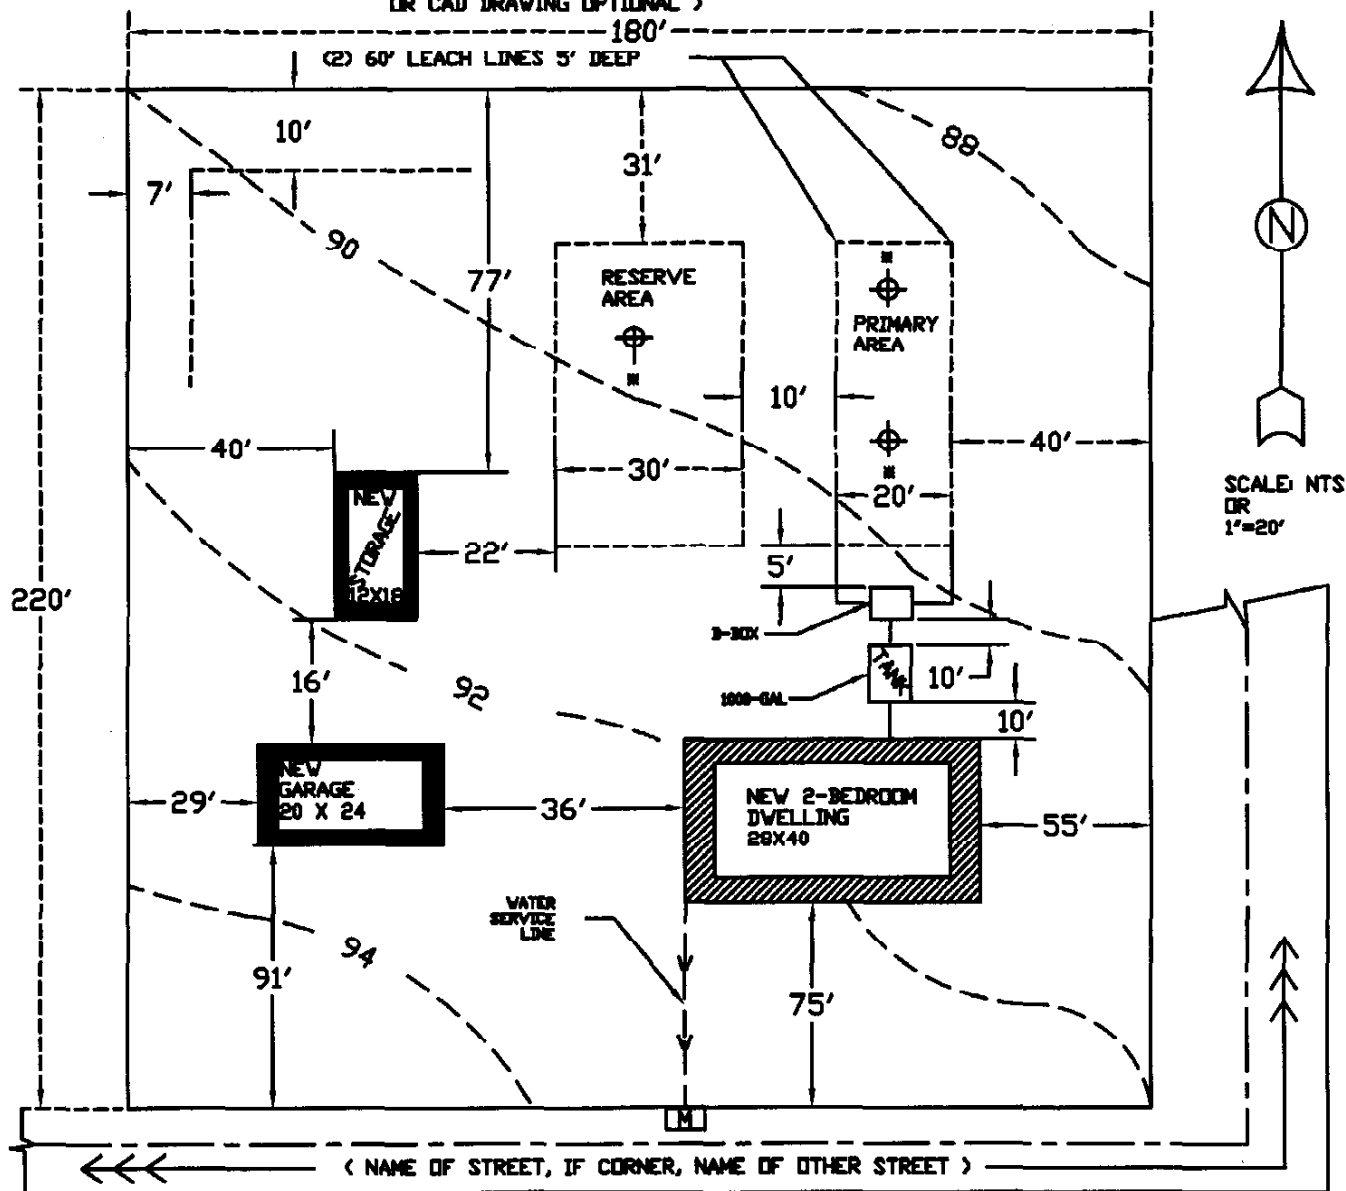 OR CAD DRAWING OPTIONAL )
180'
(2) 60' LEACH LINES 5' DEEP
10'
31'
88
7'
90
N
77'
RESERVE
AREA
PRIMARY
AREA
10'
40'
40'
30'
20'
SCALE: NTS
OR
1"=20'
NEW
STORAGE
12X18
22'
5'
220'
D-BOX
16'
TANK
10'
92
1000-GAL
10'
NEW
GARAGE
20 X 24
29'
36'
NEW 2-BEDROOM
DWELLING
28X40
55'
WATER
SERVICE
LINE
94
91'
75'
M
( NAME OF STREET, IF CORNER, NAME OF OTHER STREET )